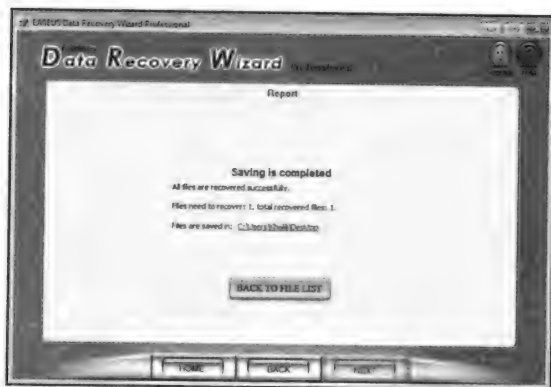 EASEUS Data Recovery Wizard Professional
Data Recovery Wizard Professional
Report
Saving is completed
All files are recovered successfully.
Files need to recover: 1, total recovered files: 1.
Files are saved in:
BACK TO FILE LIST
HOME
BACK
NEXT